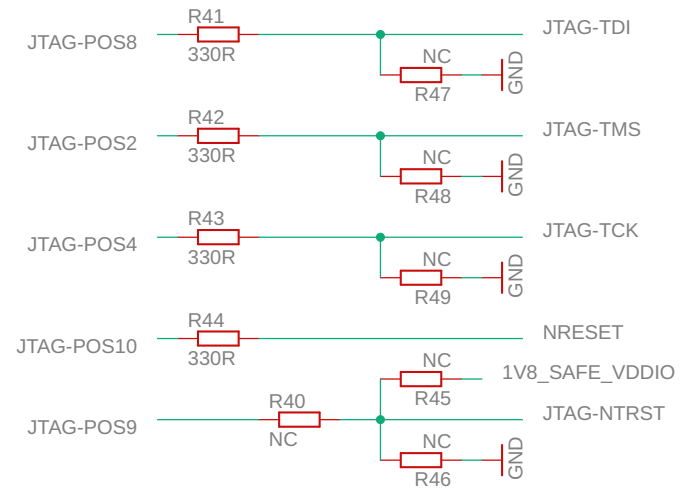 R41
JTAG-POS8
330R
JTAG-TDI
NC
R47
GND
R42
JTAG-POS2
330R
JTAG-TMS
NC
R48
GND
R43
JTAG-POS4
330R
JTAG-TCK
NC
R49
GND
R44
JTAG-POS10
330R
NRESET
NC
R45
1V8_SAFE_VDDIO
R40
JTAG-POS9
NC
JTAG-NTRST
NC
R46
GND